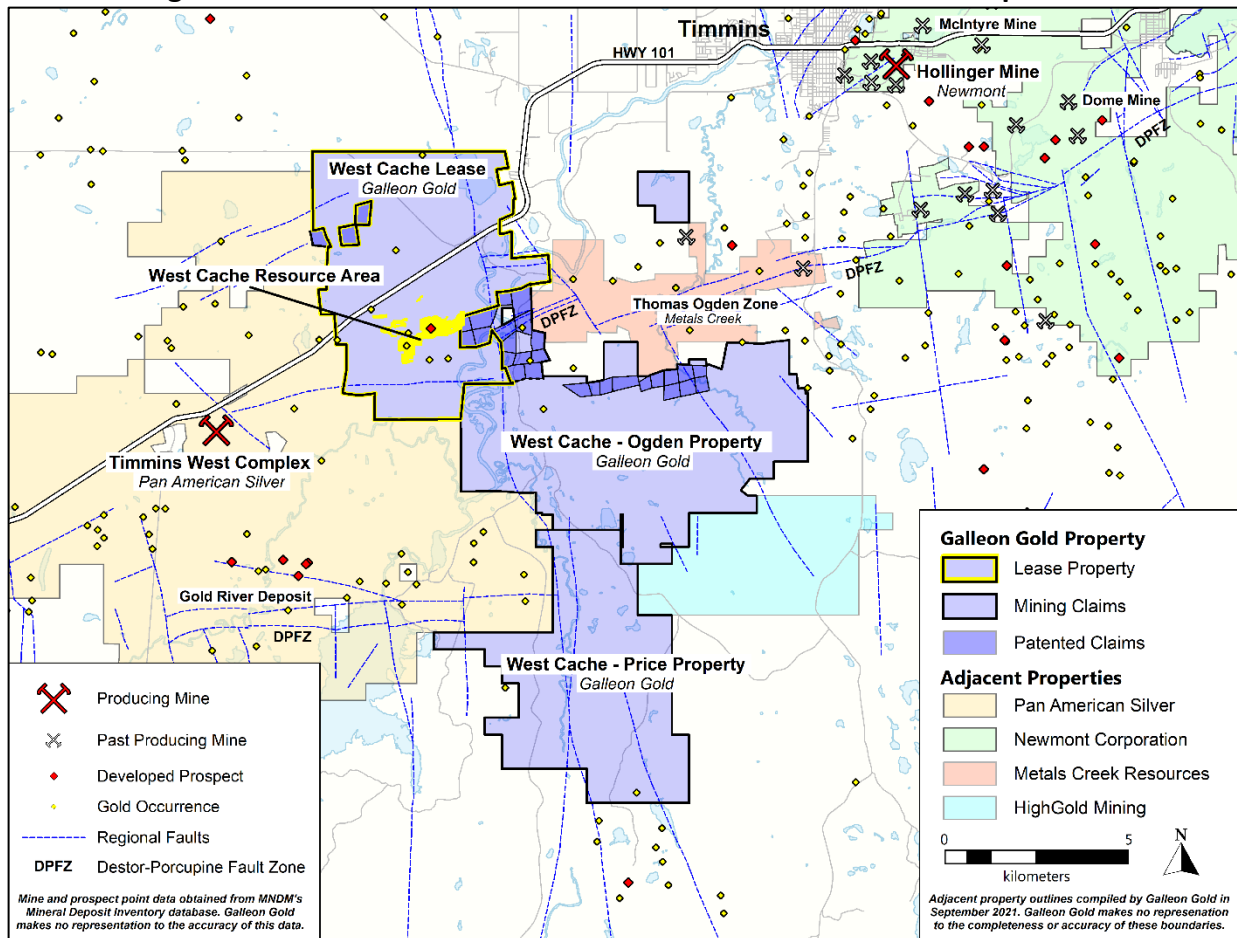 Timmins
McIntyre Mine
HWY 101
Hollinger Mine
Newmont
Dome Mine
DPFZ
West Cache Lease
Galleon Gold
West Cache Resource Area
DPFZ
Thomas Ogden Zone
Metals Creek
DPFZ
West Cache - Ogden Property
Galleon Gold
Timmins West Complex
Pan American Silver
Gold River Deposit
DPFZ
West Cache - Price Property
Galleon Gold
Producing Mine
Past Producing Mine
Developed Prospect
Gold Occurrence
Regional Faults
DPFZ Destor-Porcupine Fault Zone
Mine and prospect point data obtained from MNDM's
Mineral Deposit Inventory database. Galleon Gold
makes no representation to the accuracy of this data.
Galleon Gold Property
Lease Property
Mining Claims
Patented Claims
Adjacent Properties
Pan American Silver
Newmont Corporation
Metals Creek Resources
HighGold Mining
0 5
kilometers
N
Adjacent property outlines compiled by Galleon Gold in
September 2021. Galleon Gold makes no represenation
to the completeness or accuracy of these boundaries.